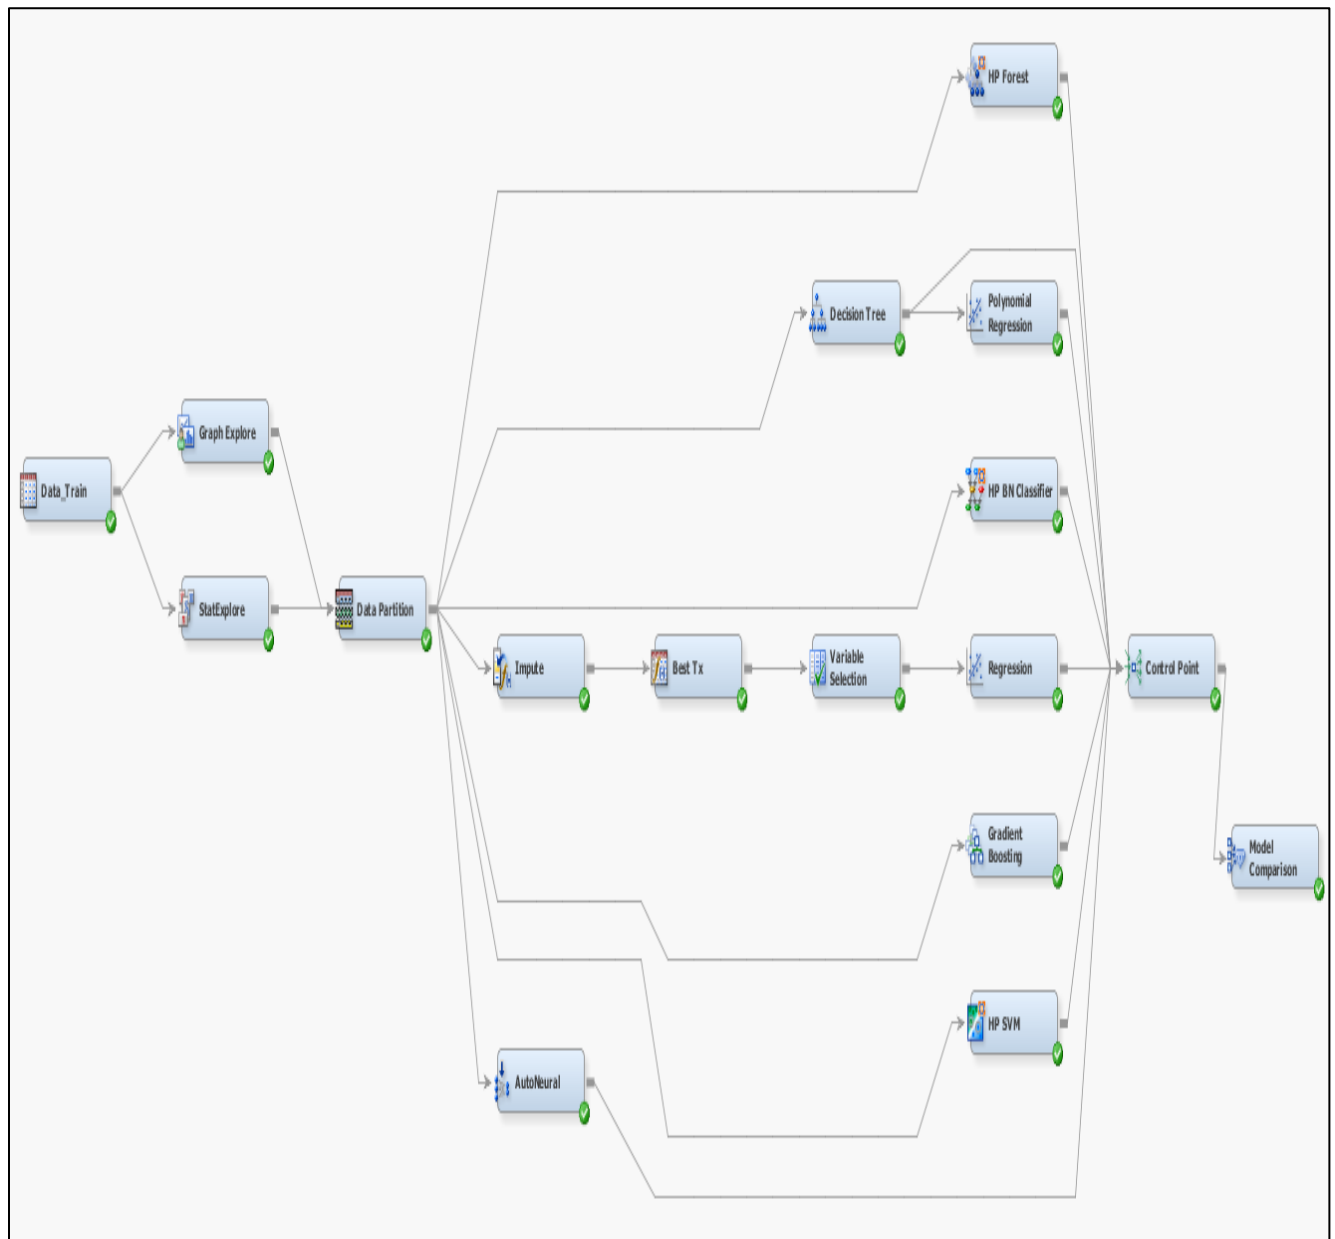 HP Forest
Decision Tree
Polynomial
Regression
Graph Explore
Data_Train
HP BN Classifier
StatExplore
Data Partition
Impute
Best Tx
Variable
Selection
Regression
Control Point
Gradient
Boosting
Model
Comparison
HP SVM
AutoNeural